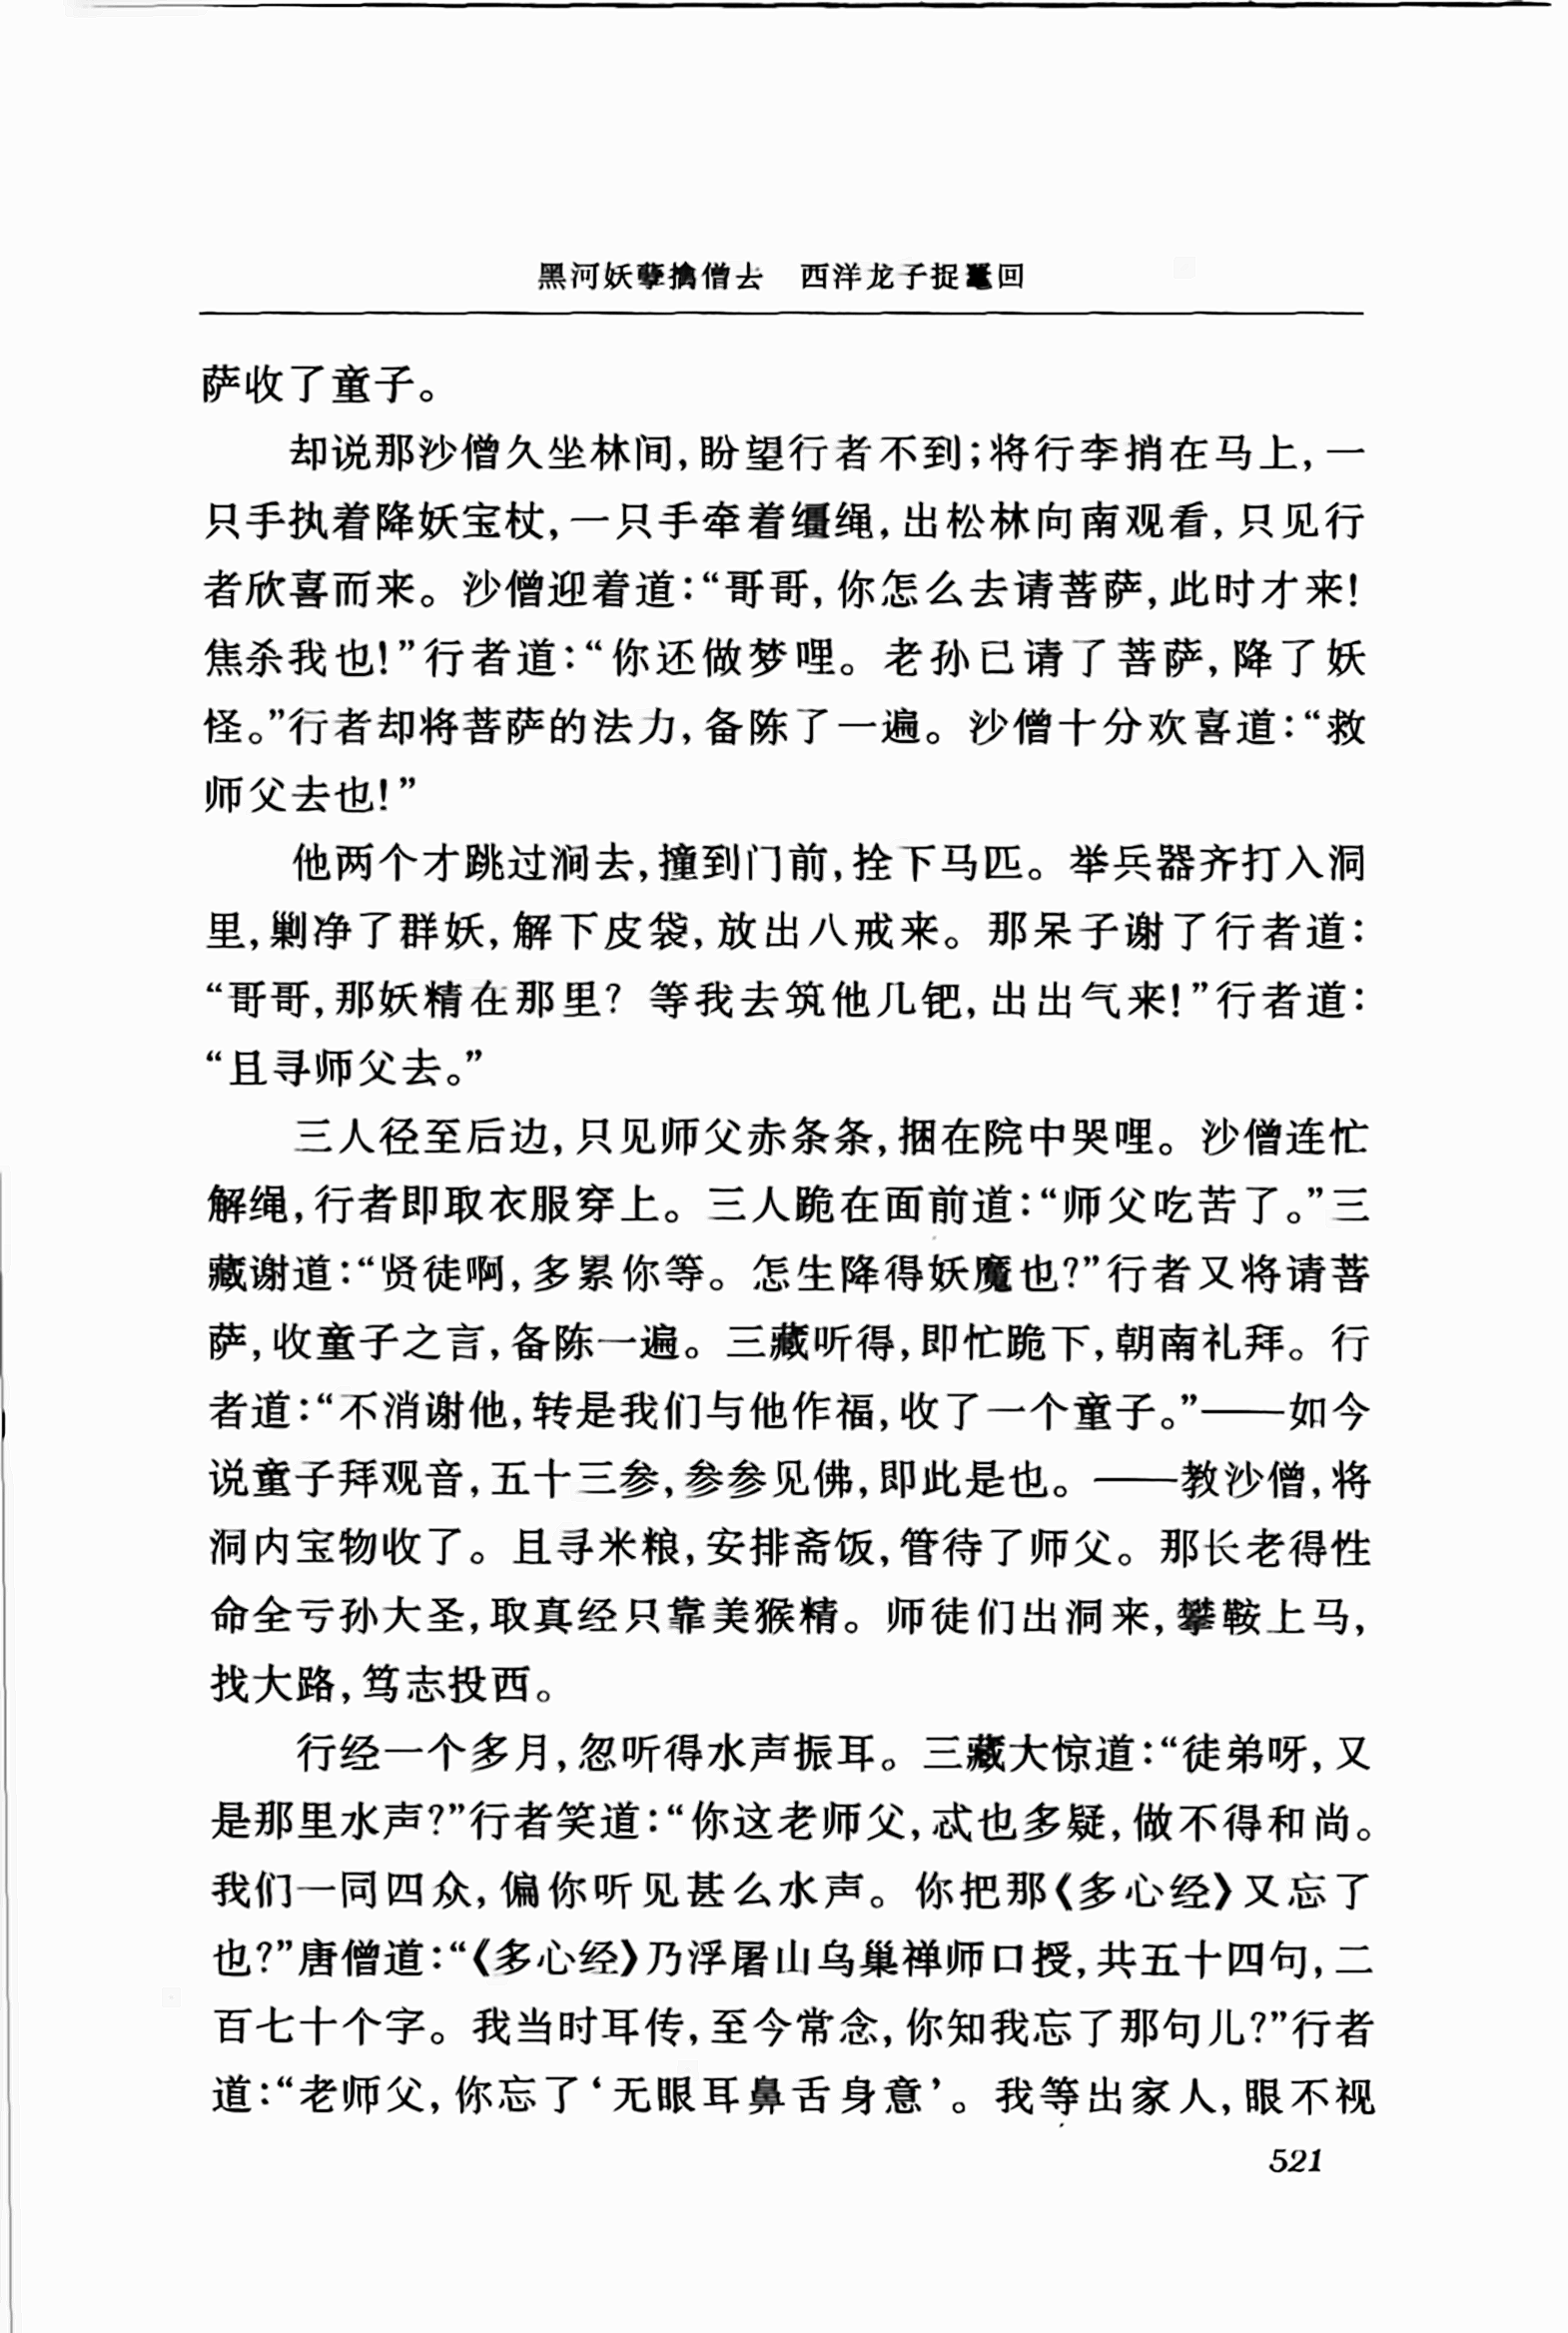 黑河妖孽擒僧去　西洋龙子捉鼍回
萨收了童子。
却说那沙僧久坐林间,盼望行者不到;将行李捎在马上,一
只手执着降妖宝杖,一只手牵着缰绳,出松林向南观看,只见行
者欣喜而来。沙僧迎着道:“哥哥,你怎么去请菩萨,此时才来!
焦杀我也!”行者道:“你还做梦哩。老孙已请了菩萨,降了妖
怪。”行者却将菩萨的法力,备陈了一遍。沙僧十分欢喜道:“救
师父去也!”
他两个才跳过涧去,撞到门前,拴下马匹。举兵器齐打入洞
里,剿净了群妖,解下皮袋,放出八戒来。那呆子谢了行者道:
“哥哥,那妖精在那里? 等我去筑他几钯,出出气来!”行者道:
“且寻师父去。”
三人径至后边,只见师父赤条条,捆在院中哭哩。沙僧连忙
解绳,行者即取衣服穿上。三人跪在面前道:“师父吃苦了。”三
藏谢道:“贤徒啊,多累你等。怎生降得妖魔也?”行者又将请菩
萨,收童子之言,备陈一遍。三藏听得,即忙跪下,朝南礼拜。行
者道:“不消谢他,转是我们与他作福,收了一个童子。”——如今
说童子拜观音,五十三参,参参见佛,即此是也。——教沙僧,将
洞内宝物收了。且寻米粮,安排斋饭,管待了师父。那长老得性
命全亏孙大圣,取真经只靠美猴精。师徒们出洞来,攀鞍上马,
找大路,笃志投西。
行经一个多月,忽听得水声振耳。三藏大惊道:“徒弟呀,又
是那里水声?”行者笑道:“你这老师父,忒也多疑,做不得和尚。
我们一同四众,偏你听见甚么水声。你把那《多心经》又忘了
也?”唐僧道:“《多心经》乃浮屠山乌巢禅师口授,共五十四句,二
百七十个字。我当时耳传,至今常念,你知我忘了那句儿?”行者
道:“老师父,你忘了‘无眼耳鼻舌身意’。我等出家人,眼不视
521